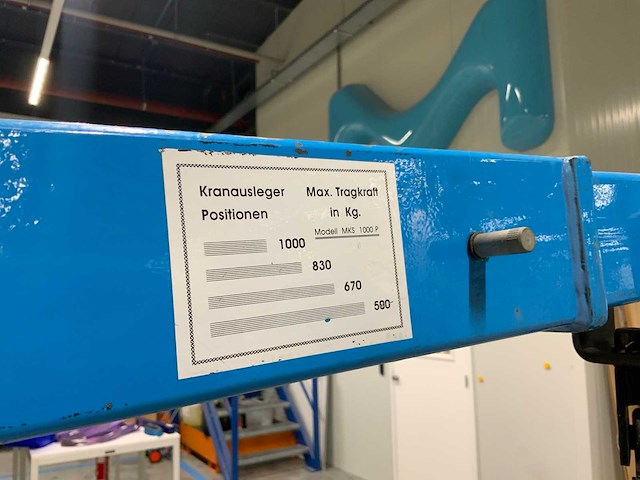 Kranausleger Max. Tragkraft
Positionen in Kg.
Modell MKS 1000 P
1000
830
670
500